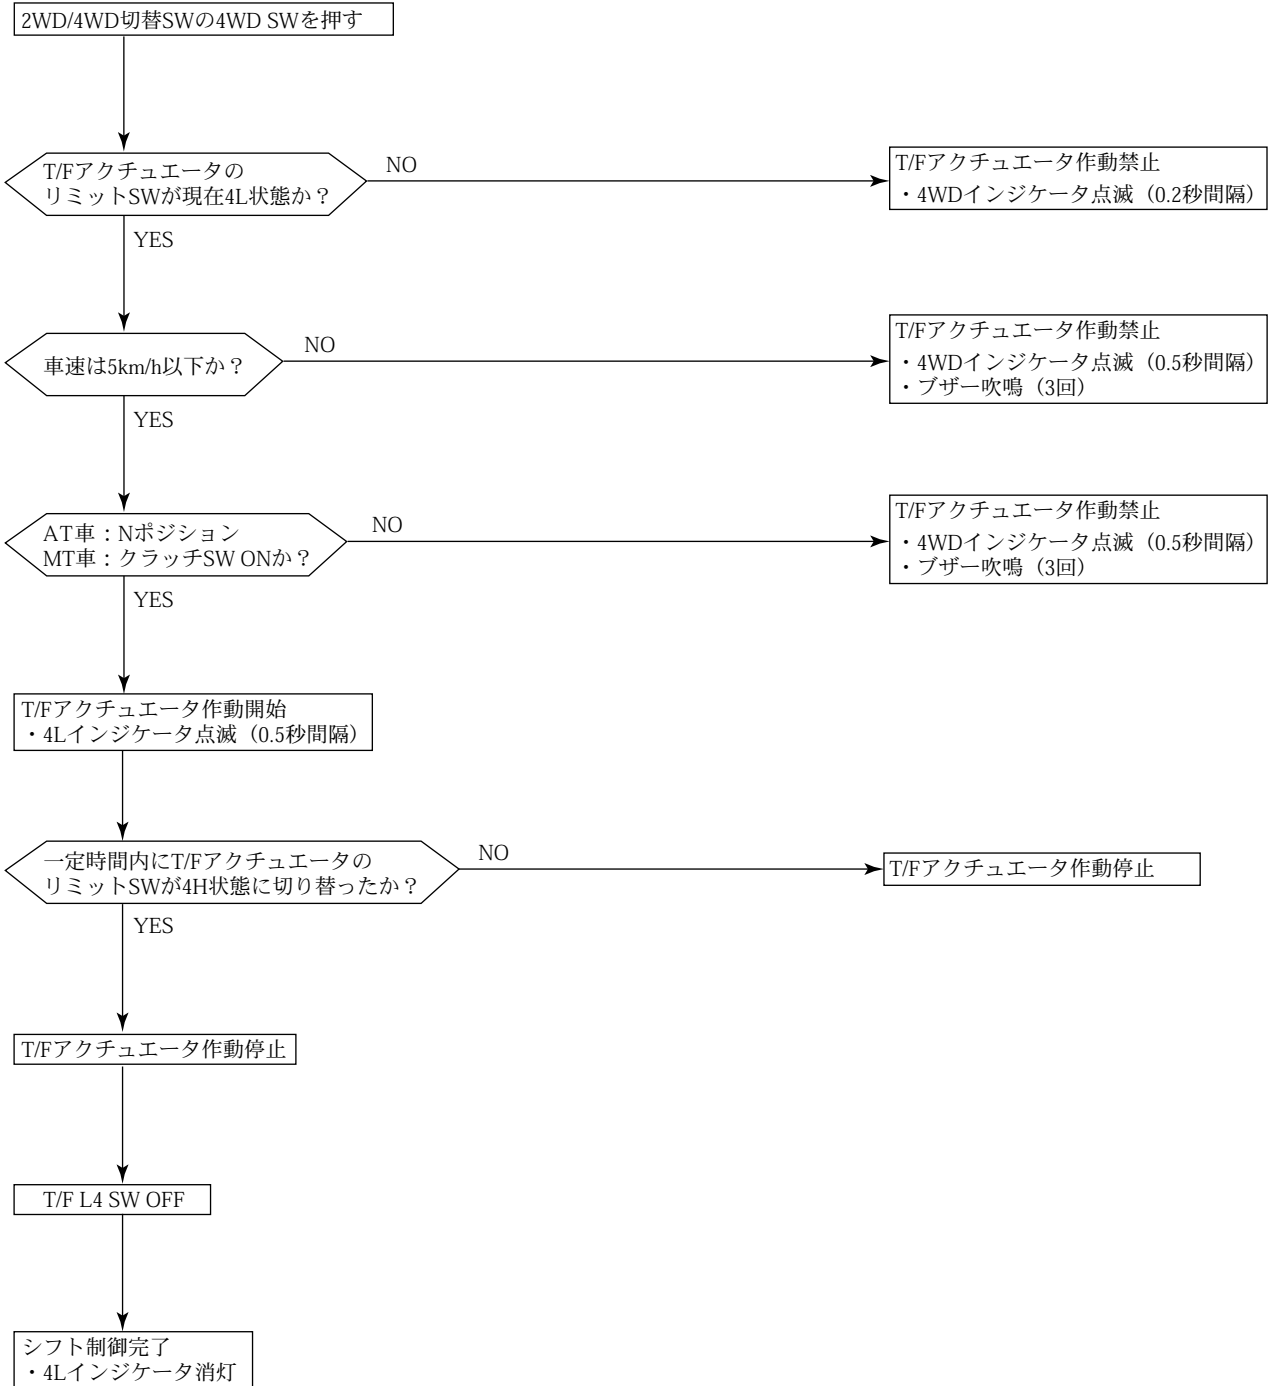 2WD/4WD切替SWの4WD SWを押す
T/Fアクチュエータの
リミットSWが現在4L状態か？
NO
T/Fアクチュエータ作動禁止
・4WDインジケータ点滅（0.2秒間隔）
YES
車速は5km/h以下か？
NO
T/Fアクチュエータ作動禁止
・4WDインジケータ点滅（0.5秒間隔）
・ブザー吹鳴（3回）
YES
AT車：Nポジション
MT車：クラッチSW ONか？
NO
T/Fアクチュエータ作動禁止
・4WDインジケータ点滅（0.5秒間隔）
・ブザー吹鳴（3回）
YES
T/Fアクチュエータ作動開始
・4Lインジケータ点滅（0.5秒間隔）
一定時間内にT/Fアクチュエータの
リミットSWが4H状態に切り替ったか？
NO
T/Fアクチュエータ作動停止
YES
T/Fアクチュエータ作動停止
T/F L4 SW OFF
シフト制御完了
・4Lインジケータ消灯